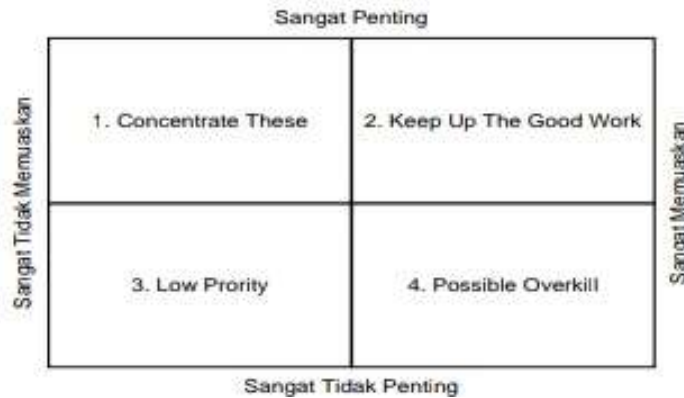 Sangat Penting
Sangat Tidak Memuaskan
1. Concentrate These
2. Keep Up The Good Work
Sangat Memuaskan
3. Low Prority
4. Possible Overkill
Sangat Tidak Penting